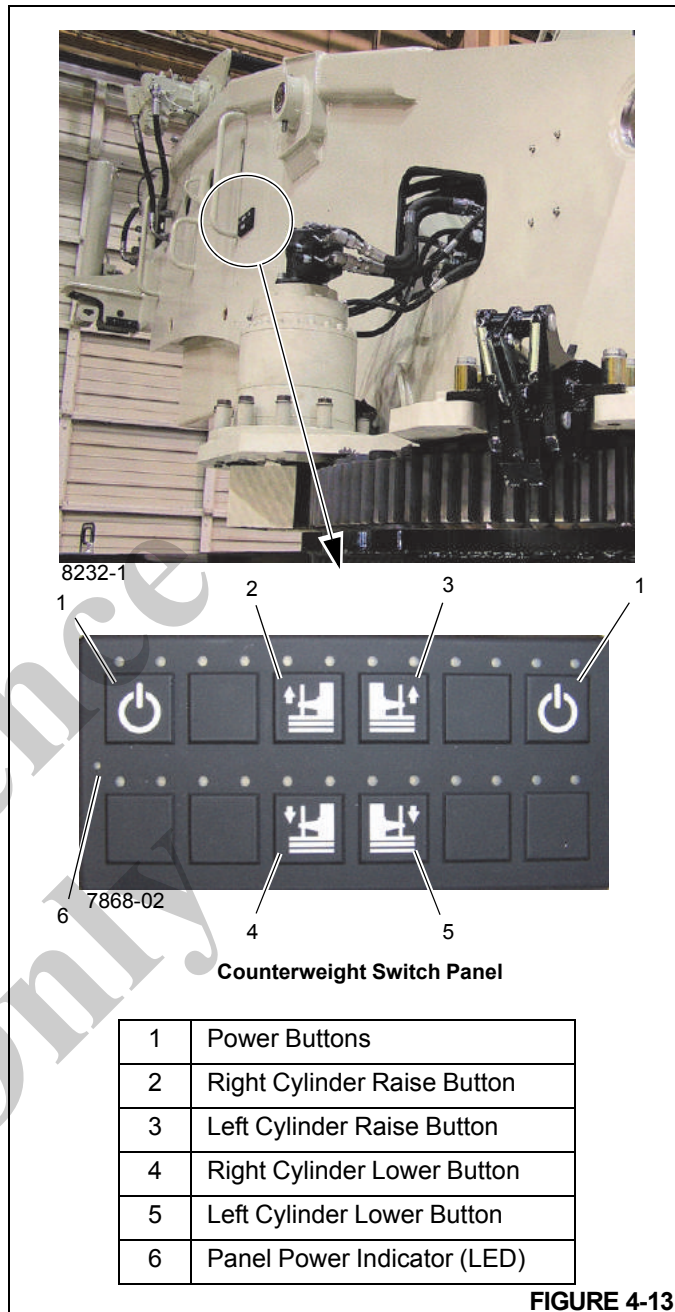 8232-1
1 2 3 1
6 7868-02
4 5
Counterweight Switch Panel
1 Power Buttons
2 Right Cylinder Raise Button
3 Left Cylinder Raise Button
4 Right Cylinder Lower Button
5 Left Cylinder Lower Button
6 Panel Power Indicator (LED)
FIGURE 4-13
nce
Only